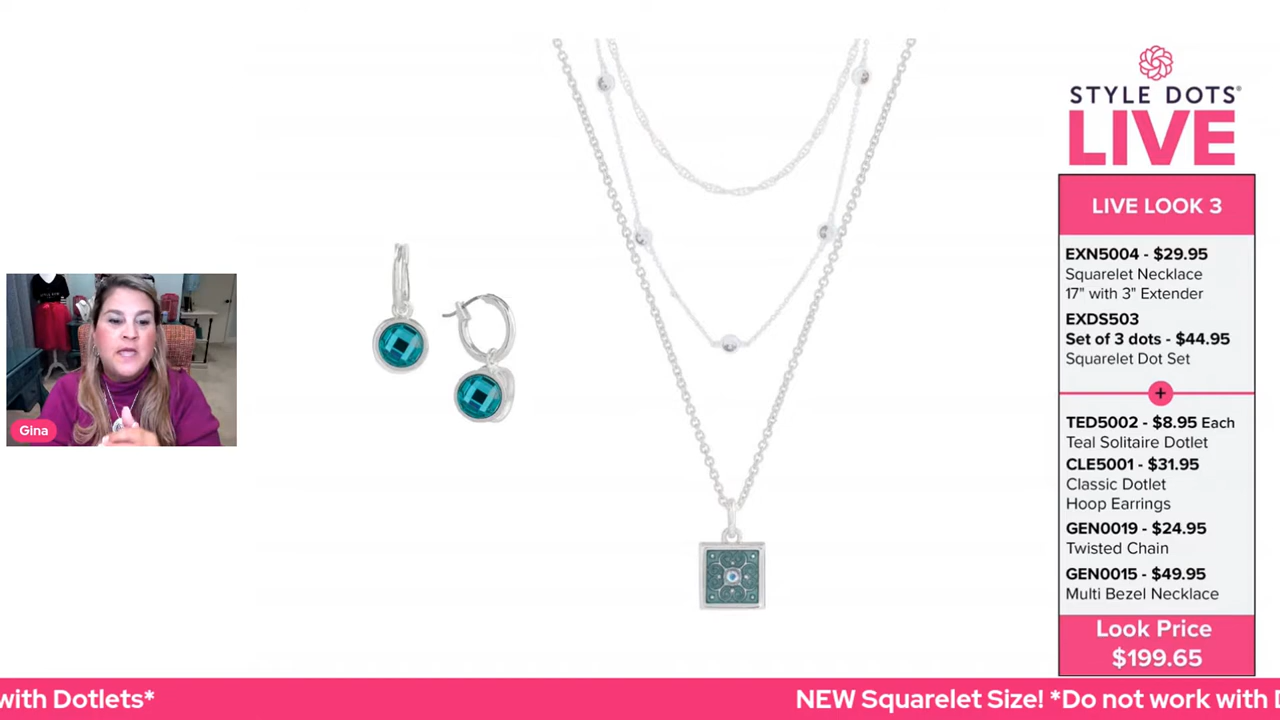 STYLE DOTS®
LIVE
LIVE LOOK 3
EXN5004 - $29.95
Squarelet Necklace
17" with 3" Extender
EXDS503
Set of 3 dots - $44.95
Squarelet Dot Set
+
TED5002 - $8.95 Each
Teal Solitaire Dotlet
CLE5001 - $31.95
Classic Dotlet
Hoop Earrings
GEN0019 - $24.95
Twisted Chain
GEN0015 - $49.95
Multi Bezel Necklace
Look Price
$199.65
Gina
with Dotlets* NEW Squarelet Size! *Do not work with